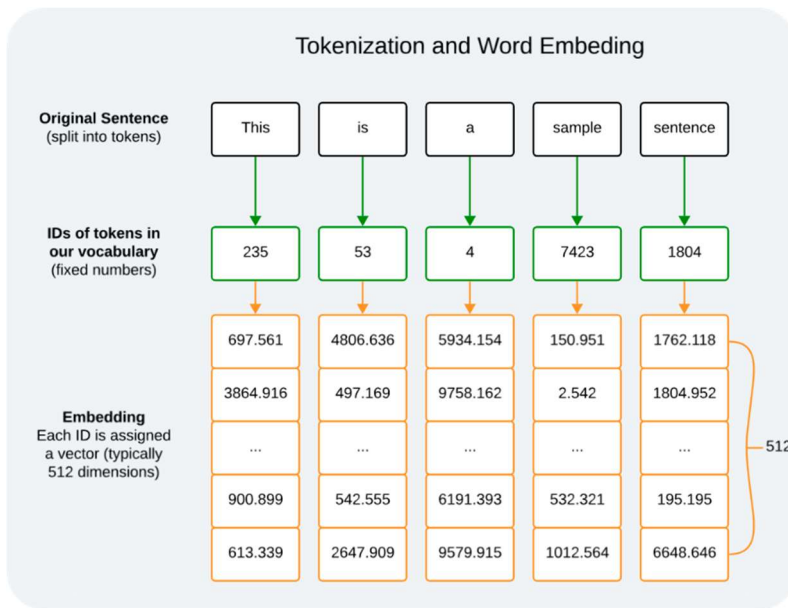 Tokenization and Word Embeding
Original Sentence
(split into tokens)
This is a sample sentence
IDs of tokens in
our vocabulary
(fixed numbers)
235 53 4 7423 1804
697.561 4806.636 5934.154 150.951 1762.118
3864.916 497.169 9758.162 2.542 1804.952
Embedding
Each ID is assigned
a vector (typically
512 dimensions)
... ... ... ... ...
512
900.899 542.555 6191.393 532.321 195.195
613.339 2647.909 9579.915 1012.564 6648.646